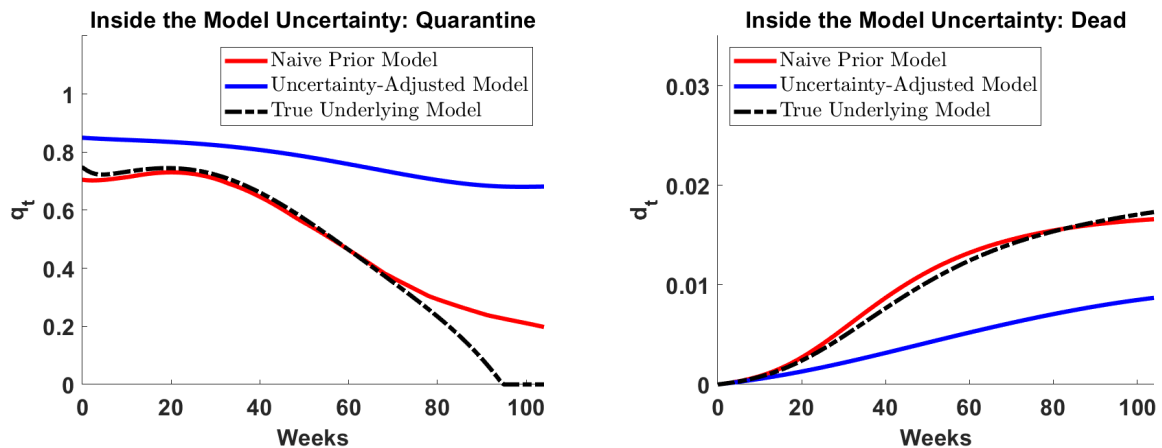 Inside the Model Uncertainty: Quarantine
Naive Prior Model
Uncertainty-Adjusted Model
True Underlying Model
1
0.8
0.6
0.4
0.2
0
q_t
0 20 40 60 80 100
Weeks
Inside the Model Uncertainty: Dead
Naive Prior Model
Uncertainty-Adjusted Model
True Underlying Model
0.03
0.02
0.01
0
d_t
0 20 40 60 80 100
Weeks